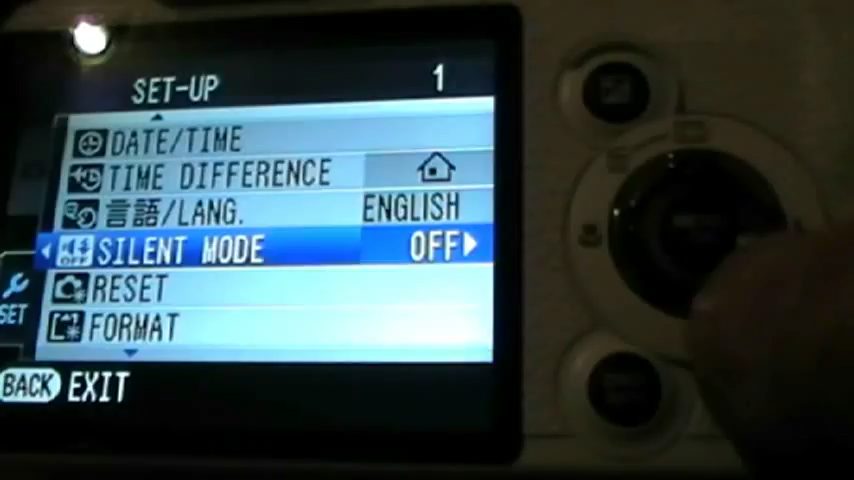 SET-UP 1
DATE/TIME
TIME DIFFERENCE
言語/LANG. ENGLISH
SILENT MODE OFF
RESET
FORMAT
SET
BACK EXIT